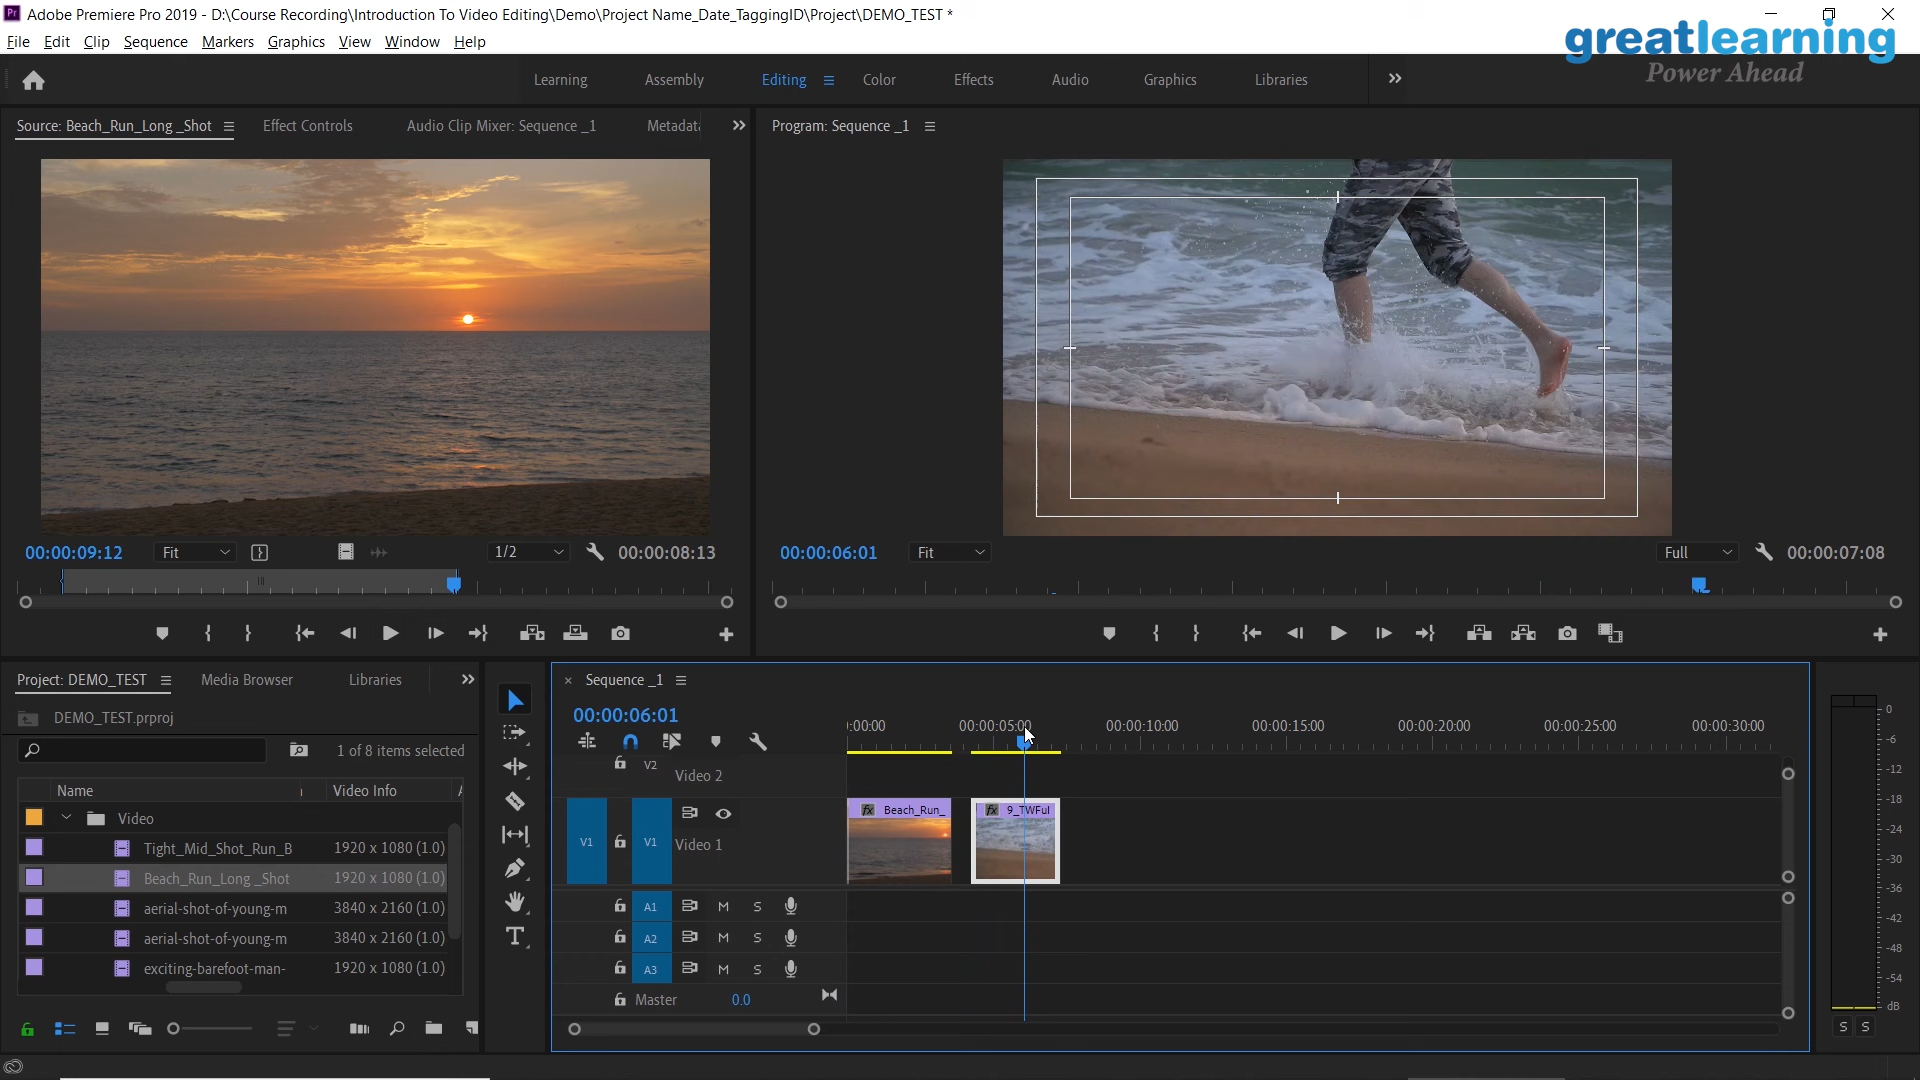 Pr Adobe Premiere Pro 2019 - D:\Course Recording\Introduction To Video Editing\Demo\Project Name_Date_TaggingID\Project\DEMO_TEST *
File Edit Clip Sequence Markers Graphics View Window Help
greatlearning
Power Ahead
Learning Assembly Editing Color Effects Audio Graphics Libraries
Source: Beach_Run_Long _Shot Effect Controls Audio Clip Mixer: Sequence _1 Metadata
Program: Sequence _1
00:00:09:12 Fit 1/2 00:00:08:13
00:00:06:01 Fit Full 00:00:07:08
Project: DEMO_TEST Media Browser Libraries
DEMO_TEST.prproj
1 of 8 items selected
Name Video Info
Video
Tight_Mid_Shot_Run_B 1920 x 1080 (1.0)
Beach_Run_Long _Shot 1920 x 1080 (1.0)
aerial-shot-of-young-m 3840 x 2160 (1.0)
aerial-shot-of-young-m 3840 x 2160 (1.0)
exciting-barefoot-man- 1920 x 1080 (1.0)
× Sequence _1
00:00:06:01
:00:00 00:00:05:00 00:00:10:00 00:00:15:00 00:00:20:00 00:00:25:00 00:00:30:00
V2 Video 2
V1 V1 Video 1
fx Beach_Run_
fx 9_TWFul
A1 M S
A2 M S
A3 M S
Master 0.0
0
-6
-12
-18
-24
-30
-36
-42
-48
-54
dB
S S